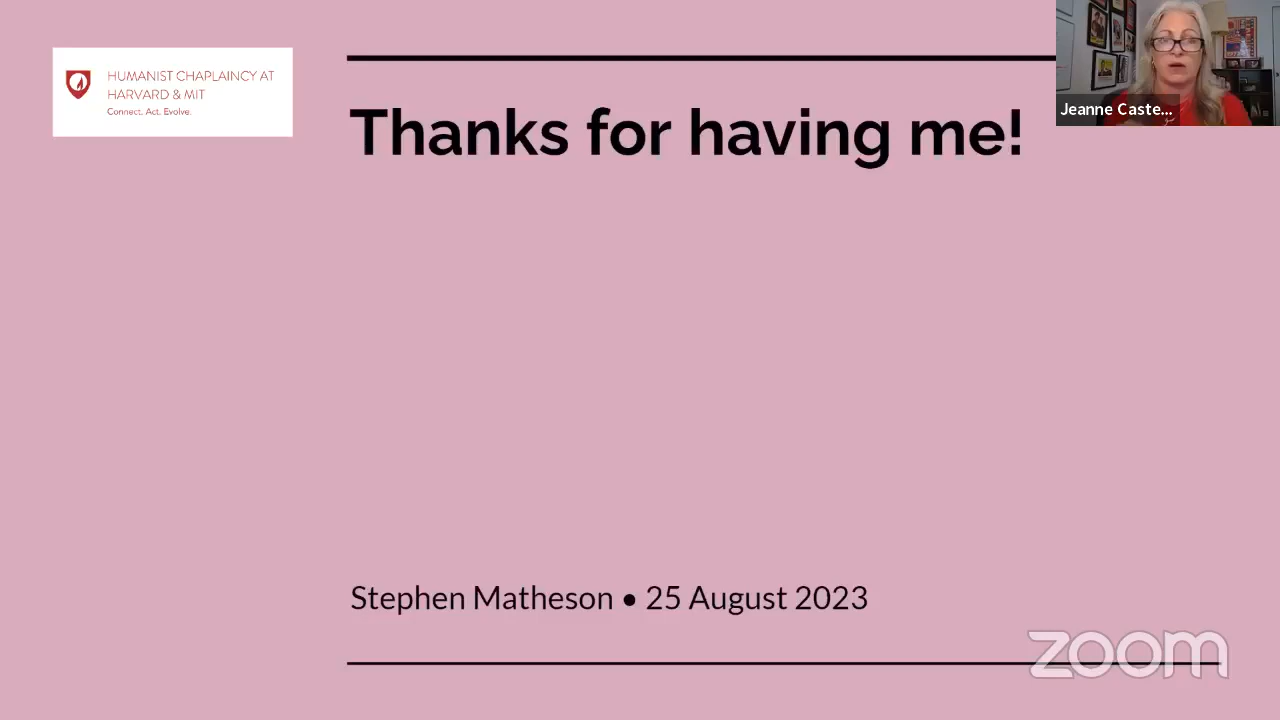 HUMANIST CHAPLAINCY AT
HARVARD & MIT
Connect. Act. Evolve.
Thanks for having me!
Jeanne Caste...
Stephen Matheson • 25 August 2023
zoom